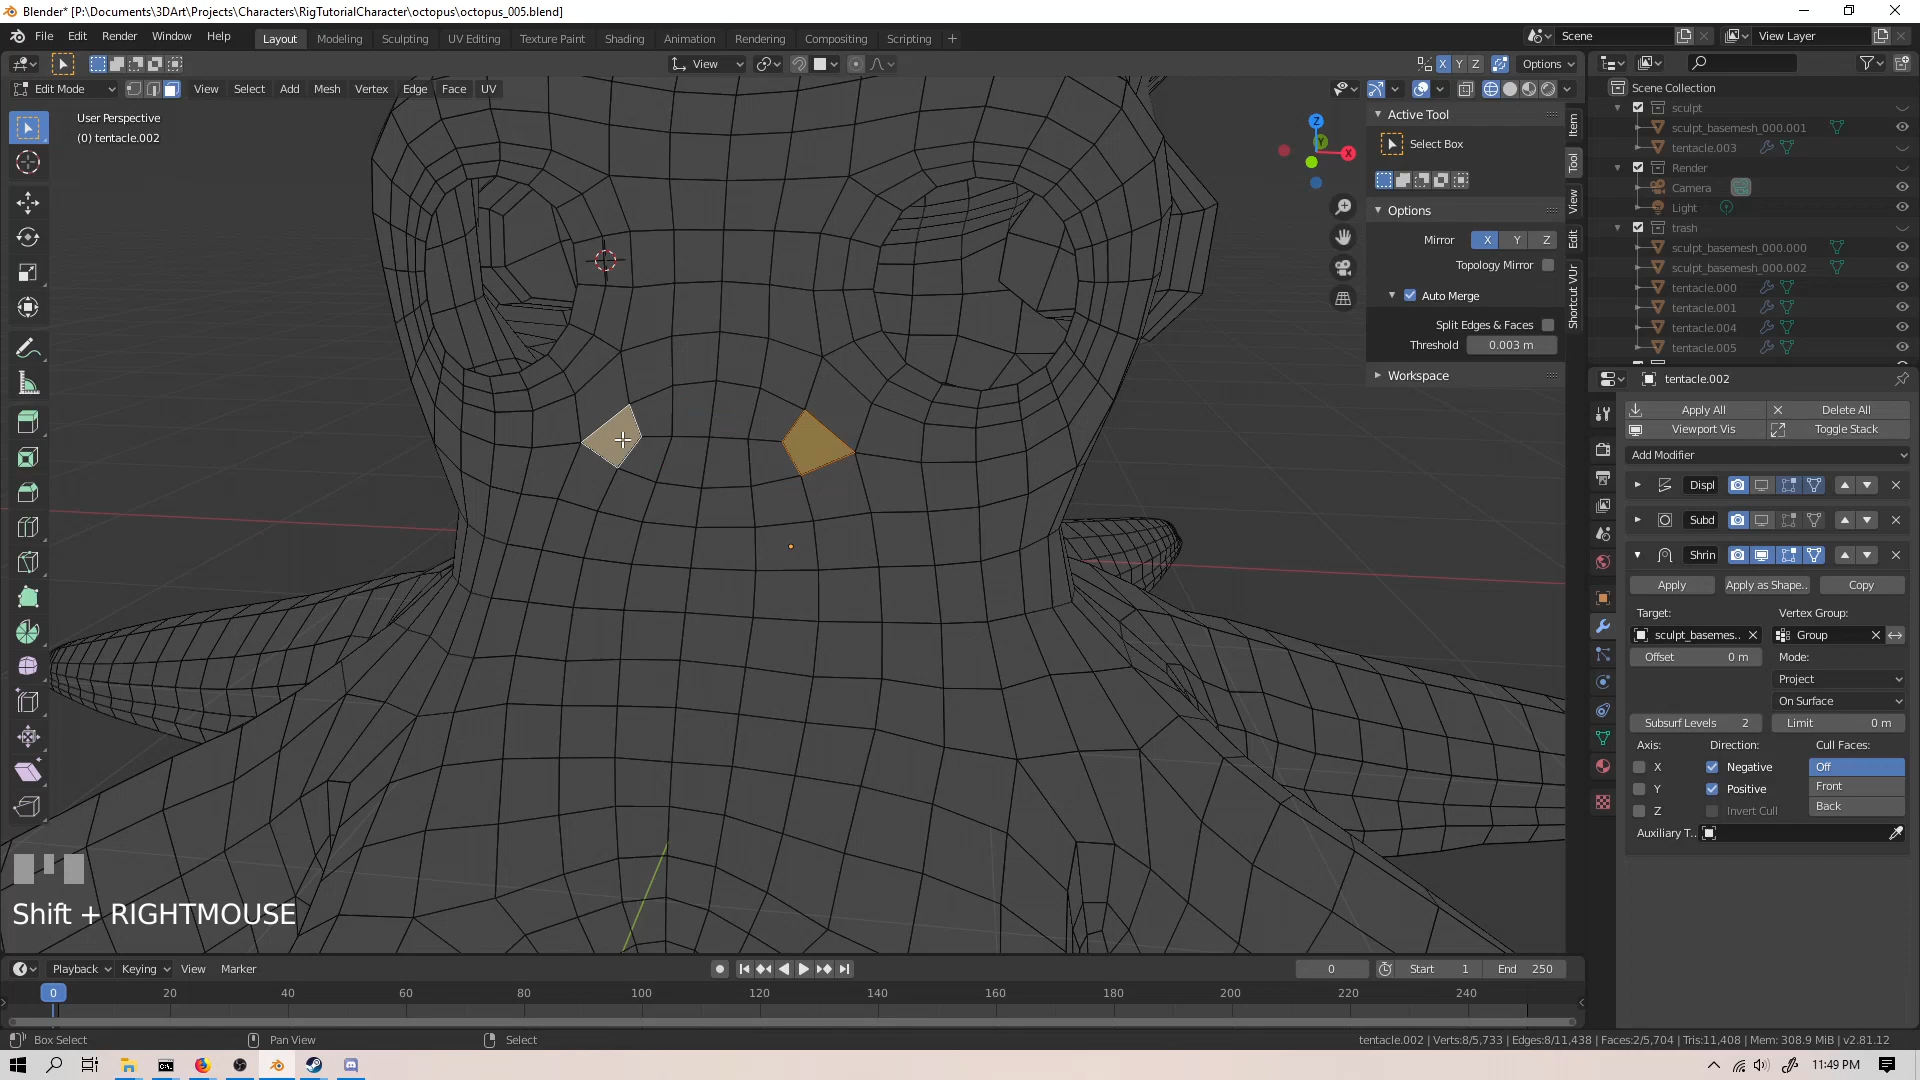 Blender* [P:\Documents\3DArt\Projects\Characters\RigTutorialCharacter\octopus\octopus_005.blend]
File Edit Render Window Help Layout Modeling Sculpting UV Editing Texture Paint Shading Animation Rendering Compositing Scripting + Scene View Layer
View X Y Z Options
Edit Mode View Select Add Mesh Vertex Edge Face UV
User Perspective
(0) tentacle.002
Z
Y
X
Active Tool
Select Box
Options
Mirror X Y Z
Topology Mirror
Auto Merge
Split Edges & Faces
Threshold 0.003 m
Workspace
Item
Tool
View
Edit
Shortcut VUr
Scene Collection
sculpt
sculpt_basemesh_000.001
tentacle.003
Render
Camera
Light
trash
sculpt_basemesh_000.000
sculpt_basemesh_000.002
tentacle.000
tentacle.001
tentacle.004
tentacle.005
tentacle.002
Apply All Delete All
Viewport Vis Toggle Stack
Add Modifier
Displ
Subd
Shrin
Apply Apply as Shape.. Copy
Target: Vertex Group:
sculpt_basemes.. Group
Offset 0 m Mode:
Project
On Surface
Subsurf Levels 2 Limit 0 m
Axis: Direction: Cull Faces:
X Negative Off
Y Positive Front
Z Invert Cull Back
Auxiliary T..
Shift + RIGHTMOUSE
Playback Keying View Marker 0 Start 1 End 250
0 20 40 60 80 100 120 140 160 180 200 220 240
Box Select Pan View Select tentacle.002 | Verts:8/5,733 | Edges:8/11,438 | Faces:2/5,704 | Tris:11,408 | Mem: 308.9 MiB | v2.81.12
11:49 PM